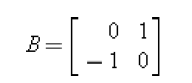 B = [ 0 1
-1 0 ]